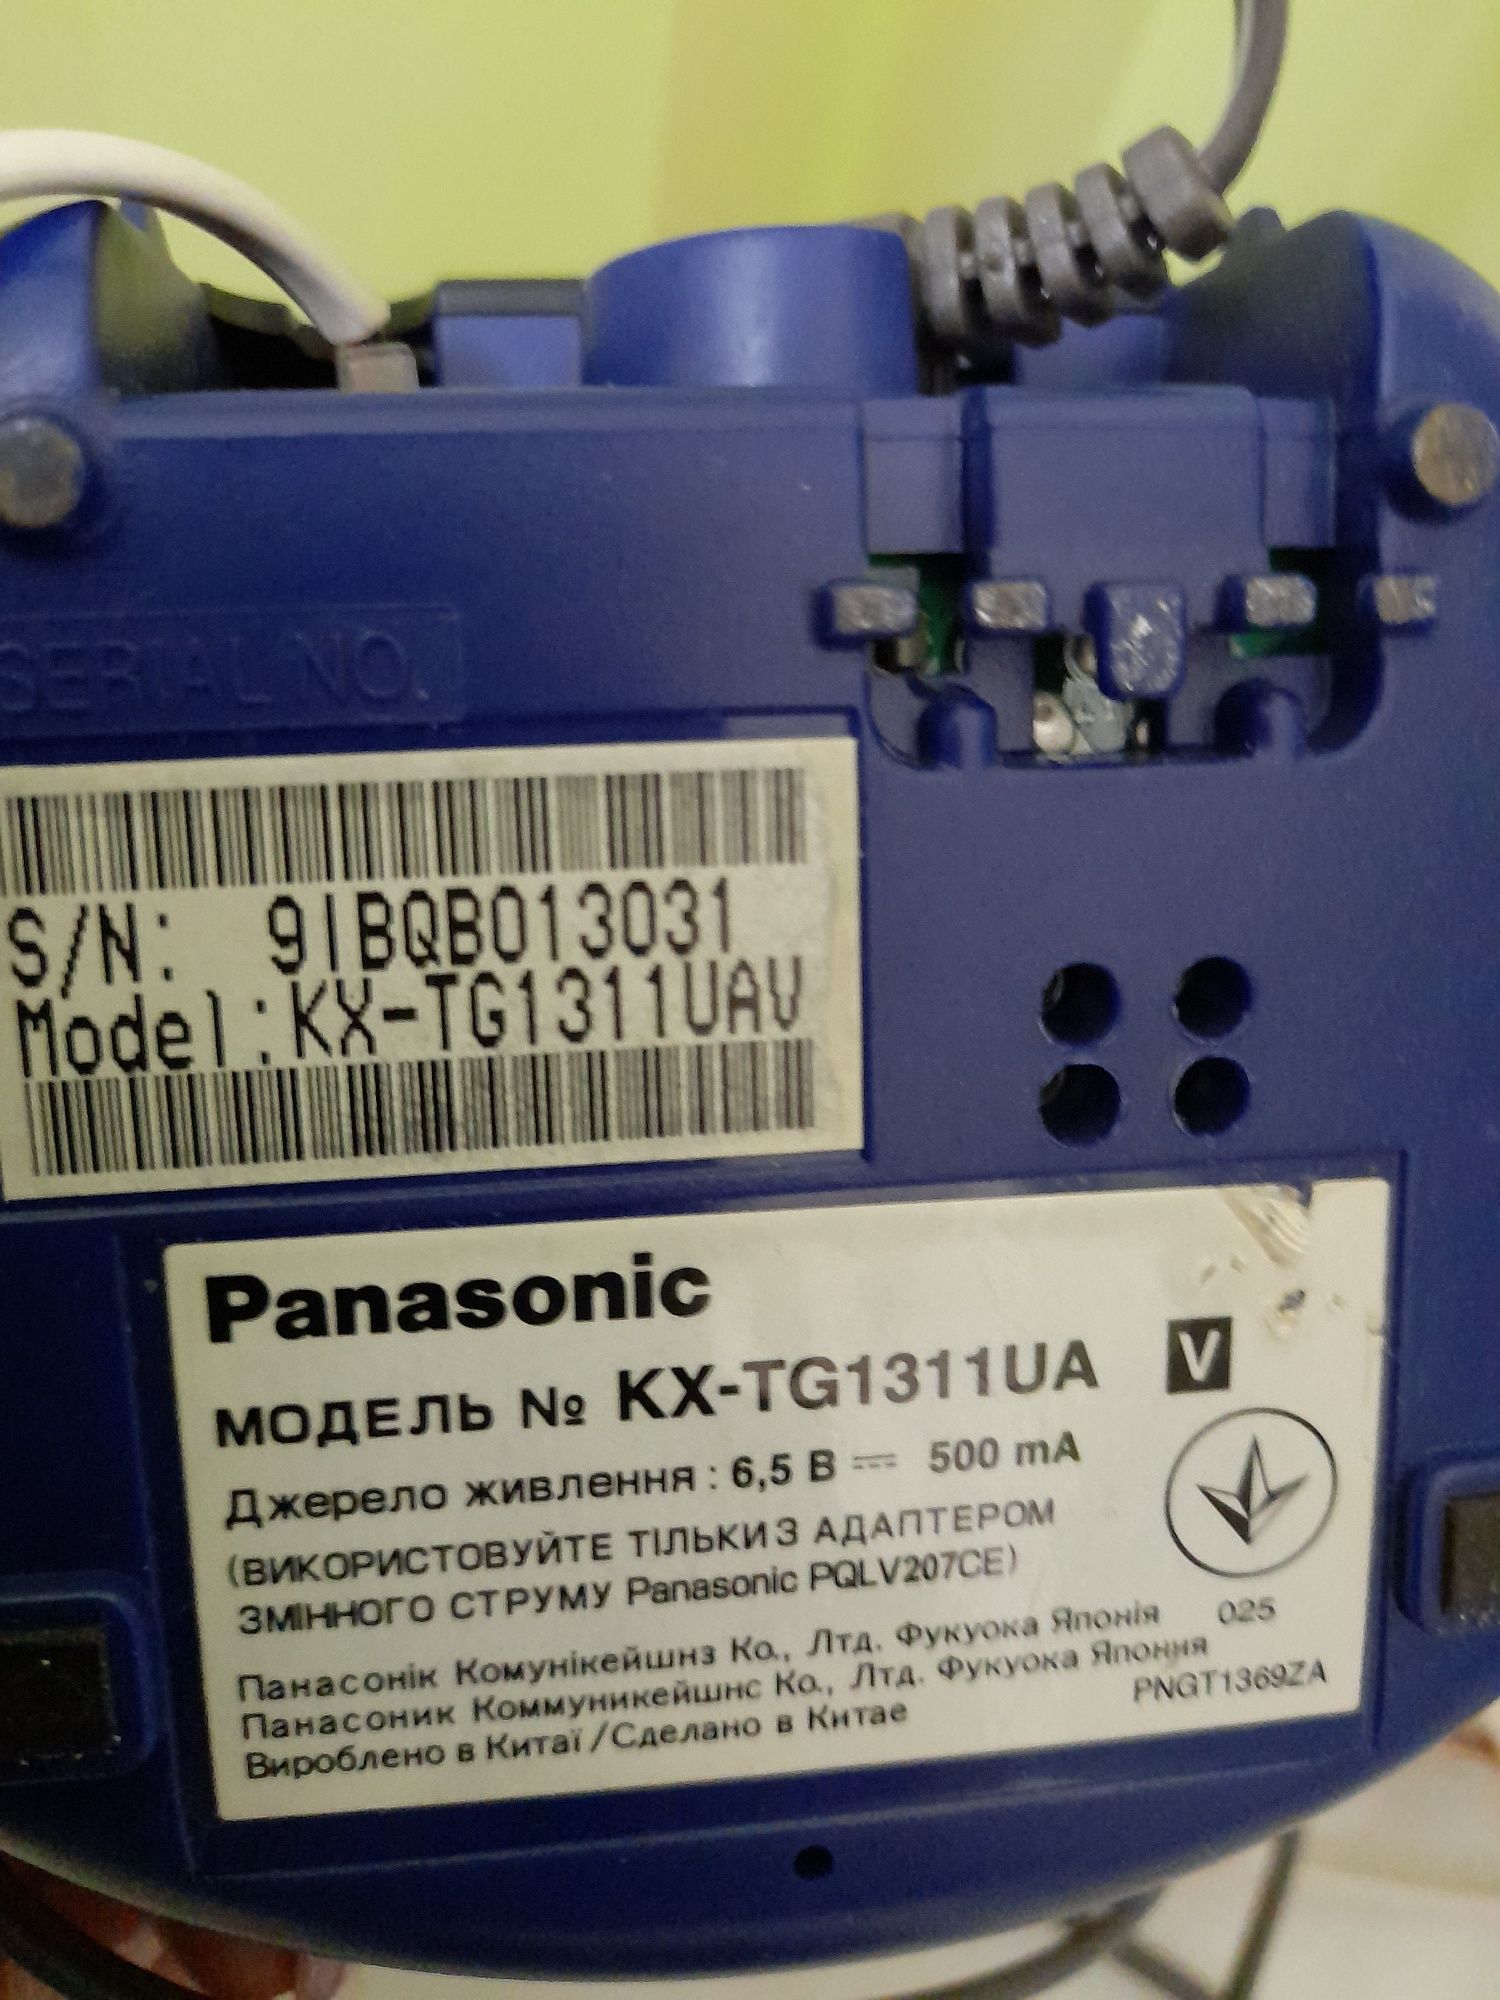 SERIAL NO.
S/N: 9IBQB013031
Model:KX-TG1311UAV
Panasonic
МОДЕЛЬ № KX-TG1311UA V
Джерело живлення : 6,5 В 500 mA
(ВИКОРИСТОВУЙТЕ ТІЛЬКИ З АДАПТЕРОМ
ЗМІННОГО СТРУМУ Panasonic PQLV207CE)
025
Панасонік Комунікейшнз Ко., Лтд. Фукуока Японія
Панасоник Коммуникейшнс Ко., Лтд. Фукуока Япония
Вироблено в Китаї /Сделано в Китае
PNGT1369ZA